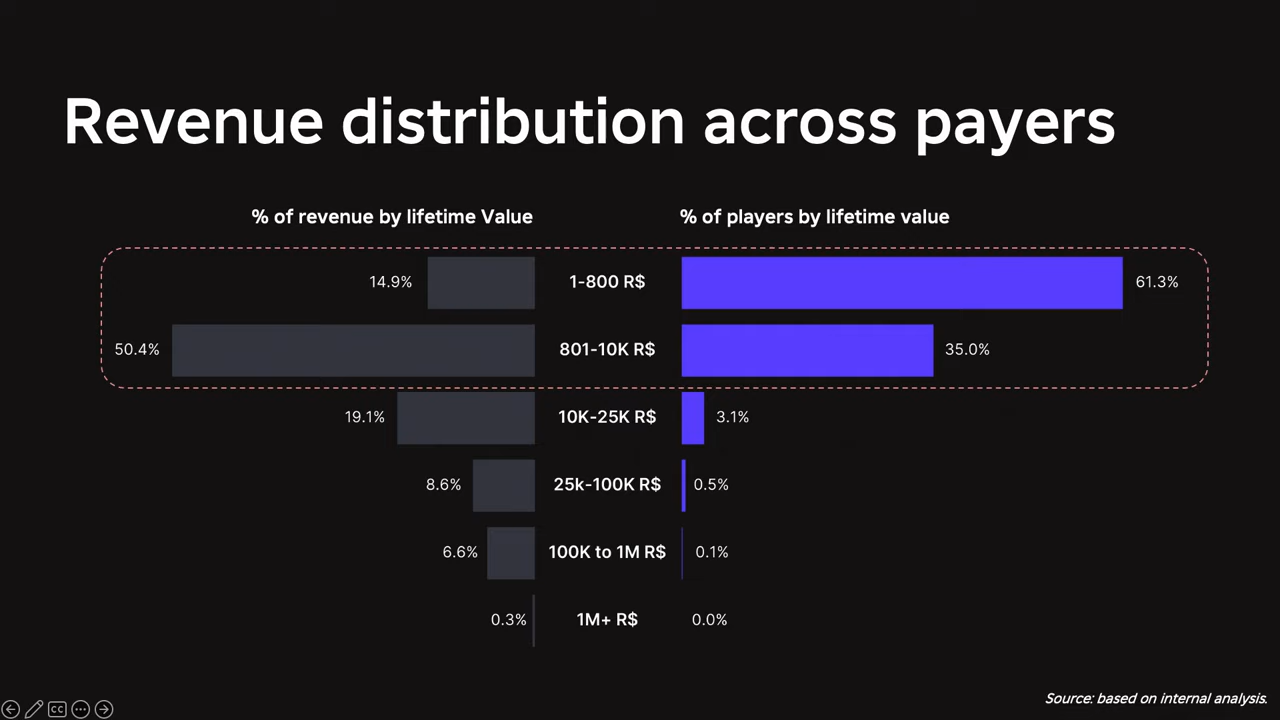 Revenue distribution across payers
% of revenue by lifetime Value
% of players by lifetime value
14.9% 1-800 R$ 61.3%
50.4% 801-10K R$ 35.0%
19.1% 10K-25K R$ 3.1%
8.6% 25k-100K R$ 0.5%
6.6% 100K to 1M R$ 0.1%
0.3% 1M+ R$ 0.0%
Source: based on internal analysis.
CC